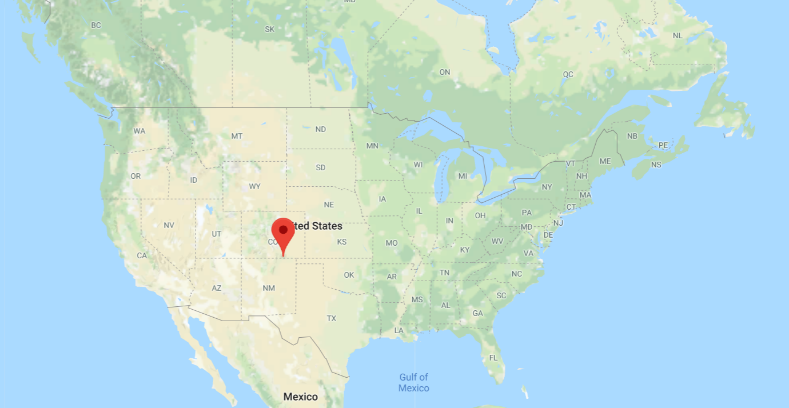 MB
BC
SK
NL
ON
QC
WA
MT
ND
MN
NB
PE
NS
OR
ID
SD
WI
MI
VT
ME
NH
WY
NY
MA
NE
IA
CT
NV
UT
ted States
IL
IN
OH
PA
NJ
MD
DE
CA
CO
KS
MO
KY
WV
VA
AZ
NM
OK
AR
TN
NC
SC
TX
MS
AL
GA
LA
FL
Gulf of
Mexico
Mexico